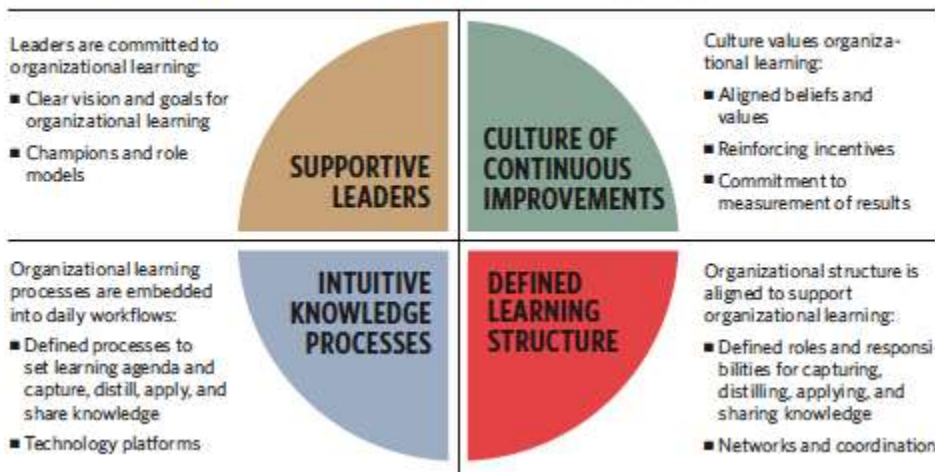 Leaders are committed to
organizational learning:
■ Clear vision and goals for
organizational learning
■ Champions and role
models
SUPPORTIVE
LEADERS
CULTURE OF
CONTINUOUS
IMPROVEMENTS
Culture values organiza-
tional learning:
■ Aligned beliefs and
values
■ Reinforcing incentives
■ Commitment to
measurement of results
Organizational learning
processes are embedded
into daily workflows:
■ Defined processes to
set learning agenda and
capture, distill, apply, and
share knowledge
■ Technology platforms
INTUITIVE
KNOWLEDGE
PROCESSES
DEFINED
LEARNING
STRUCTURE
Organizational structure is
aligned to support
organizational learning:
■ Defined roles and responsi-
bilities for capturing,
distilling, applying, and
sharing knowledge
■ Networks and coordination